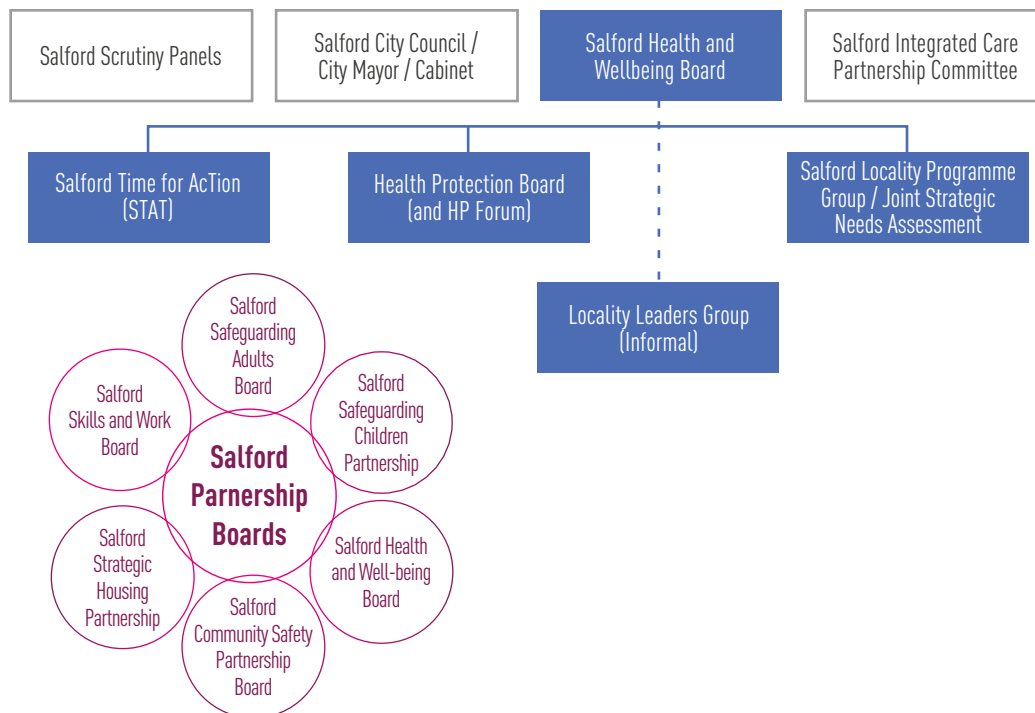 Salford Scrutiny Panels
Salford City Council /
City Mayor / Cabinet
Salford Health and
Wellbeing Board
Salford Integrated Care
Partnership Committee
Salford Time for AcTion
(STAT)
Health Protection Board
(and HP Forum)
Salford Locality Programme
Group / Joint Strategic
Needs Assessment
Locality Leaders Group
(Informal)
Salford
Safeguarding
Adults
Board
Salford
Skills and Work
Board
Salford
Safeguarding
Children
Partnership
Salford
Parnership
Boards
Salford
Strategic
Housing
Partnership
Salford Health
and Well-being
Board
Salford
Community Safety
Partnership
Board